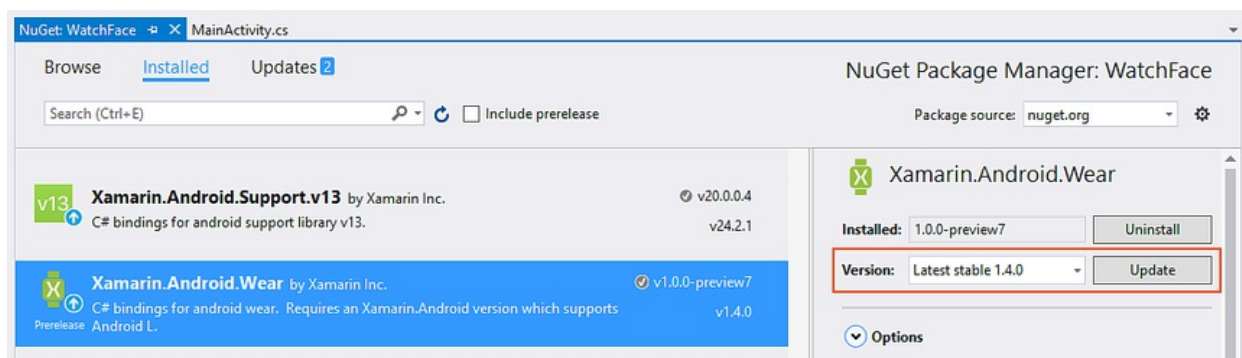 NuGet: WatchFace MainActivity.cs
Browse Installed Updates 2
NuGet Package Manager: WatchFace
Search (Ctrl+E) Include prerelease
Package source: nuget.org
v13
Xamarin.Android.Support.v13 by Xamarin Inc.
v20.0.0.4
C# bindings for android support library v13.
v24.2.1
Xamarin.Android.Wear by Xamarin Inc.
v1.0.0-preview7
C# bindings for android wear. Requires an Xamarin.Android version which supports
v1.4.0
Prerelease Android L.
Xamarin.Android.Wear
Installed: 1.0.0-preview7 Uninstall
Version: Latest stable 1.4.0 Update
Options